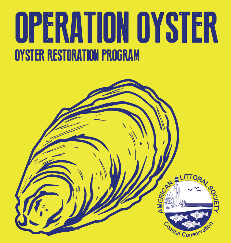 OPERATION OYSTER
OYSTER RESTORATION PROGRAM
AMERICAN LITTORAL SOCIETY
Coastal Conservation